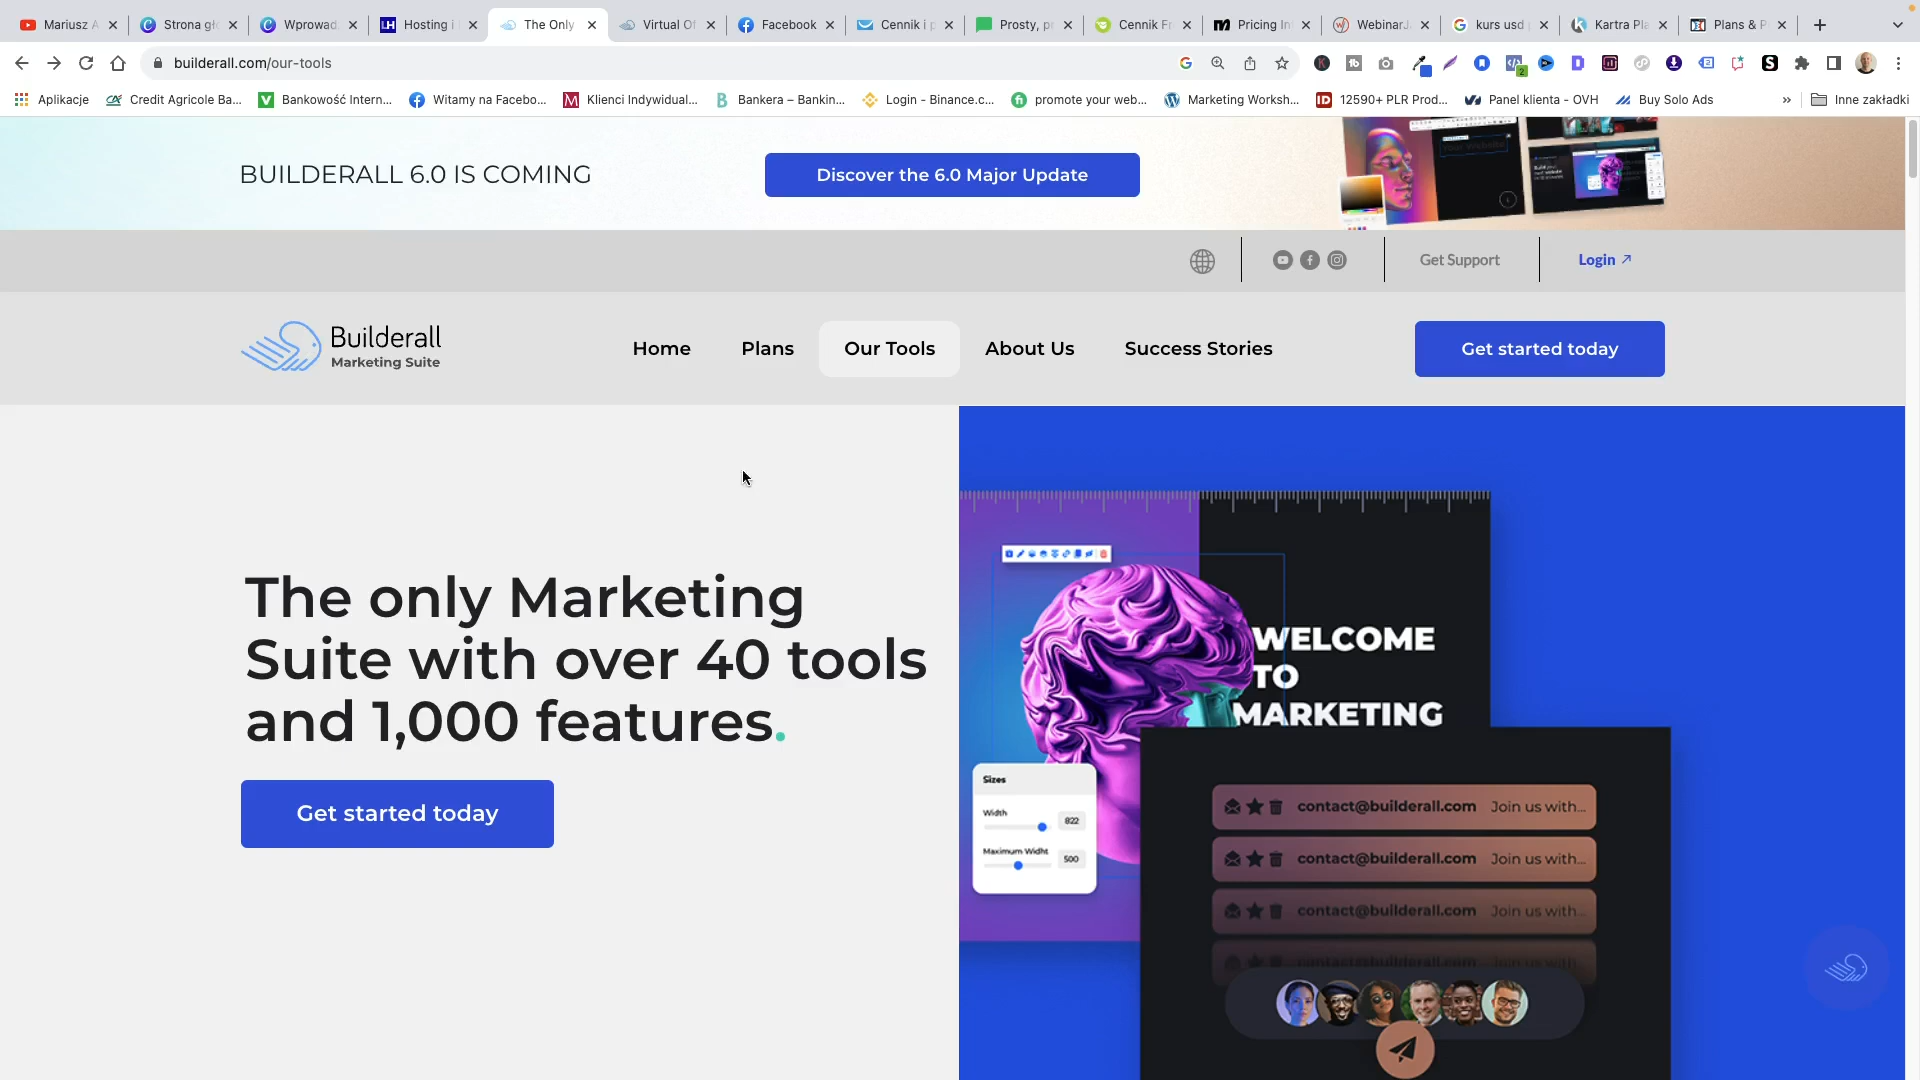 Mariusz A
Strona gł
Wprowad
Hosting i
The Only
Virtual Of
Facebook
Cennik i p
Prosty, p
Cennik Fr
Pricing In
WebinarJ
kurs usd
Kartra Pla
Plans & P
builderall.com/our-tools
Aplikacje
Credit Agricole Ba...
Bankowość Intern...
Witamy na Facebo...
Klienci Indywidual...
Bankera – Bankin...
Login - Binance.c...
promote your web...
Marketing Worksh...
12590+ PLR Prod...
Panel klienta - OVH
Buy Solo Ads
»
Inne zakładki
BUILDERALL 6.0 IS COMING
Discover the 6.0 Major Update
Get Support
Login ↗
Builderall
Marketing Suite
Home
Plans
Our Tools
About Us
Success Stories
Get started today
The only Marketing
Suite with over 40 tools
and 1,000 features.
Get started today
WELCOME
TO
MARKETING
Sizes
Width
822
Maximum Widht
500
contact@builderall.com Join us with...
contact@builderall.com Join us with...
contact@builderall.com Join us with...
contact@builderall.com Join us with...